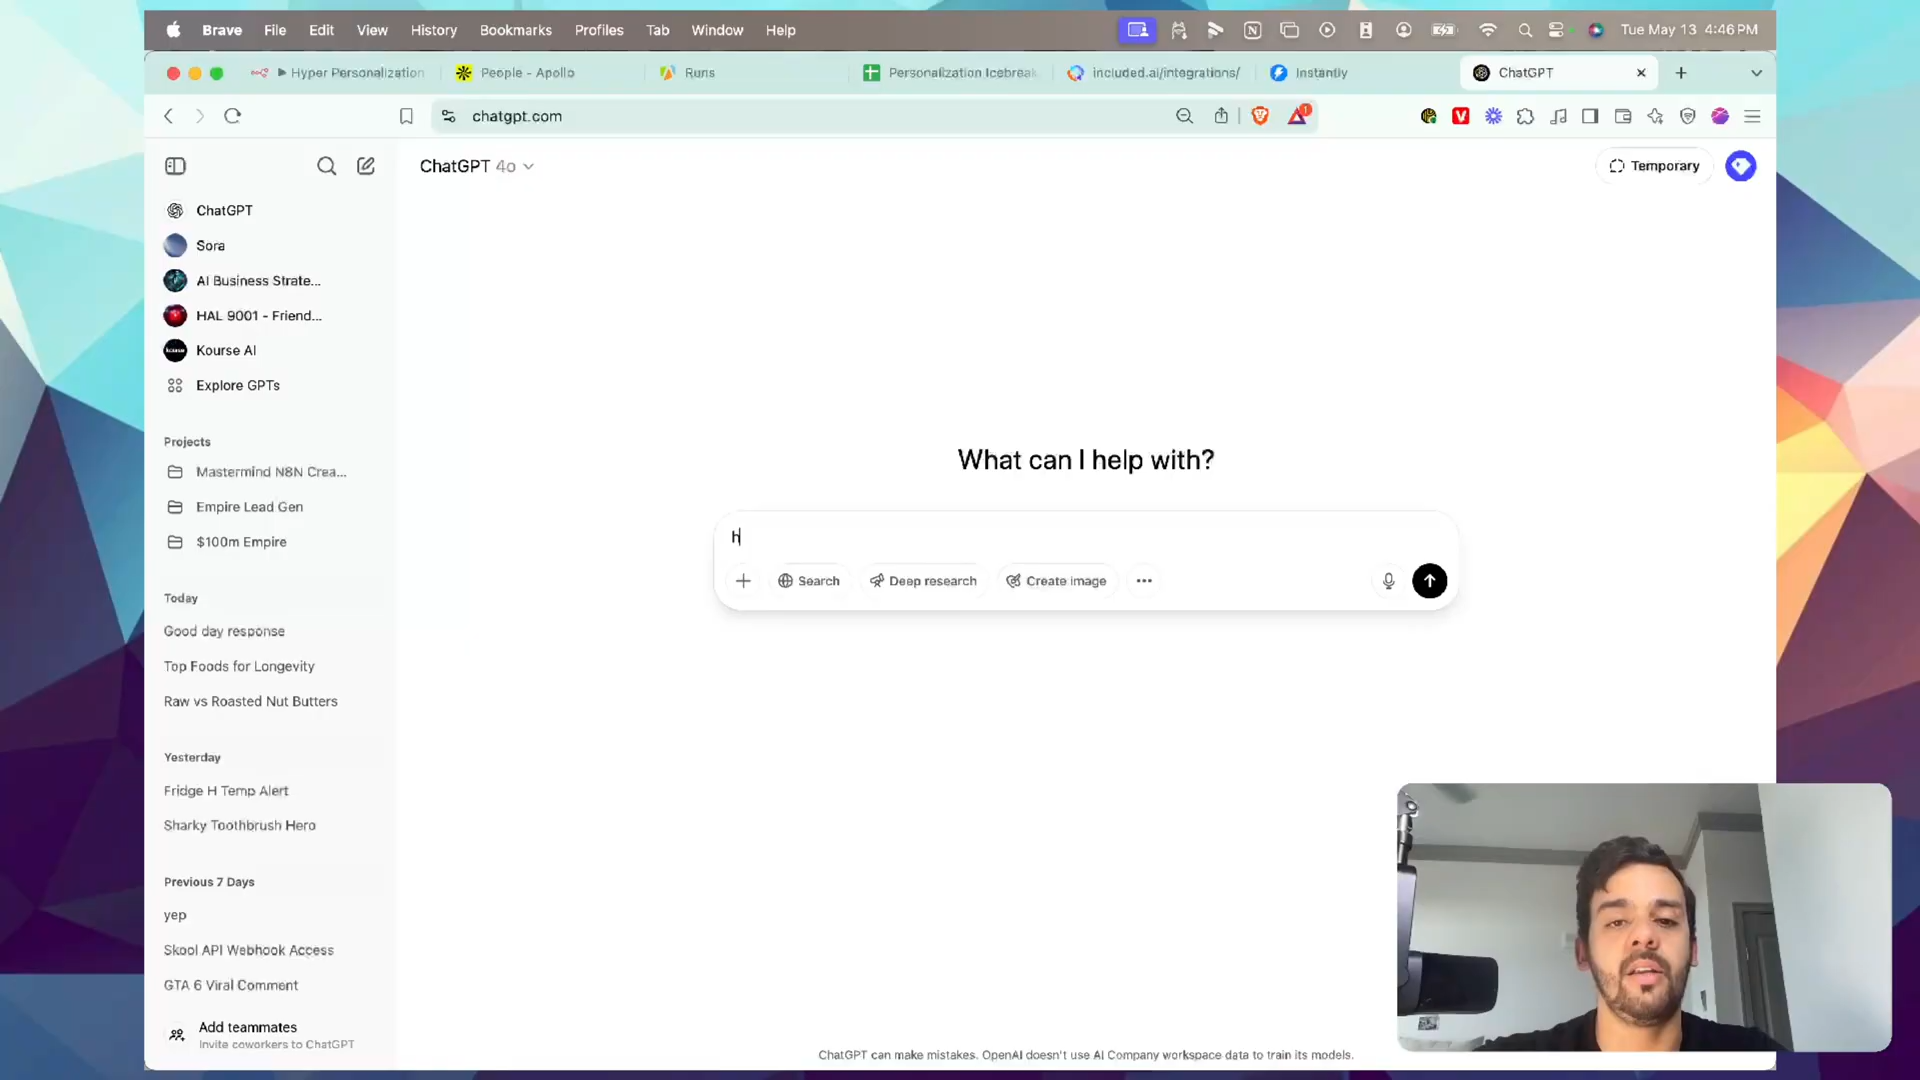 Brave File Edit View History Bookmarks Profiles Tab Window Help Tue May 13 4:46 PM
Hyper Personalization People - Apollo Runs Personalization Icebreak included.ai/integrations/ Instantly ChatGPT
chatgpt.com 1
ChatGPT 4o Temporary
ChatGPT
Sora
AI Business Strate...
HAL 9001 - Friend...
Kourse AI
Explore GPTs
Projects
Mastermind N8N Crea...
Empire Lead Gen
$100m Empire
Today
Good day response
Top Foods for Longevity
Raw vs Roasted Nut Butters
Yesterday
Fridge H Temp Alert
Sharky Toothbrush Hero
Previous 7 Days
yep
Skool API Webhook Access
GTA 6 Viral Comment
Add teammates
Invite coworkers to ChatGPT
What can I help with?
h
Search Deep research Create image
ChatGPT can make mistakes. OpenAI doesn't use AI Company workspace data to train its models.